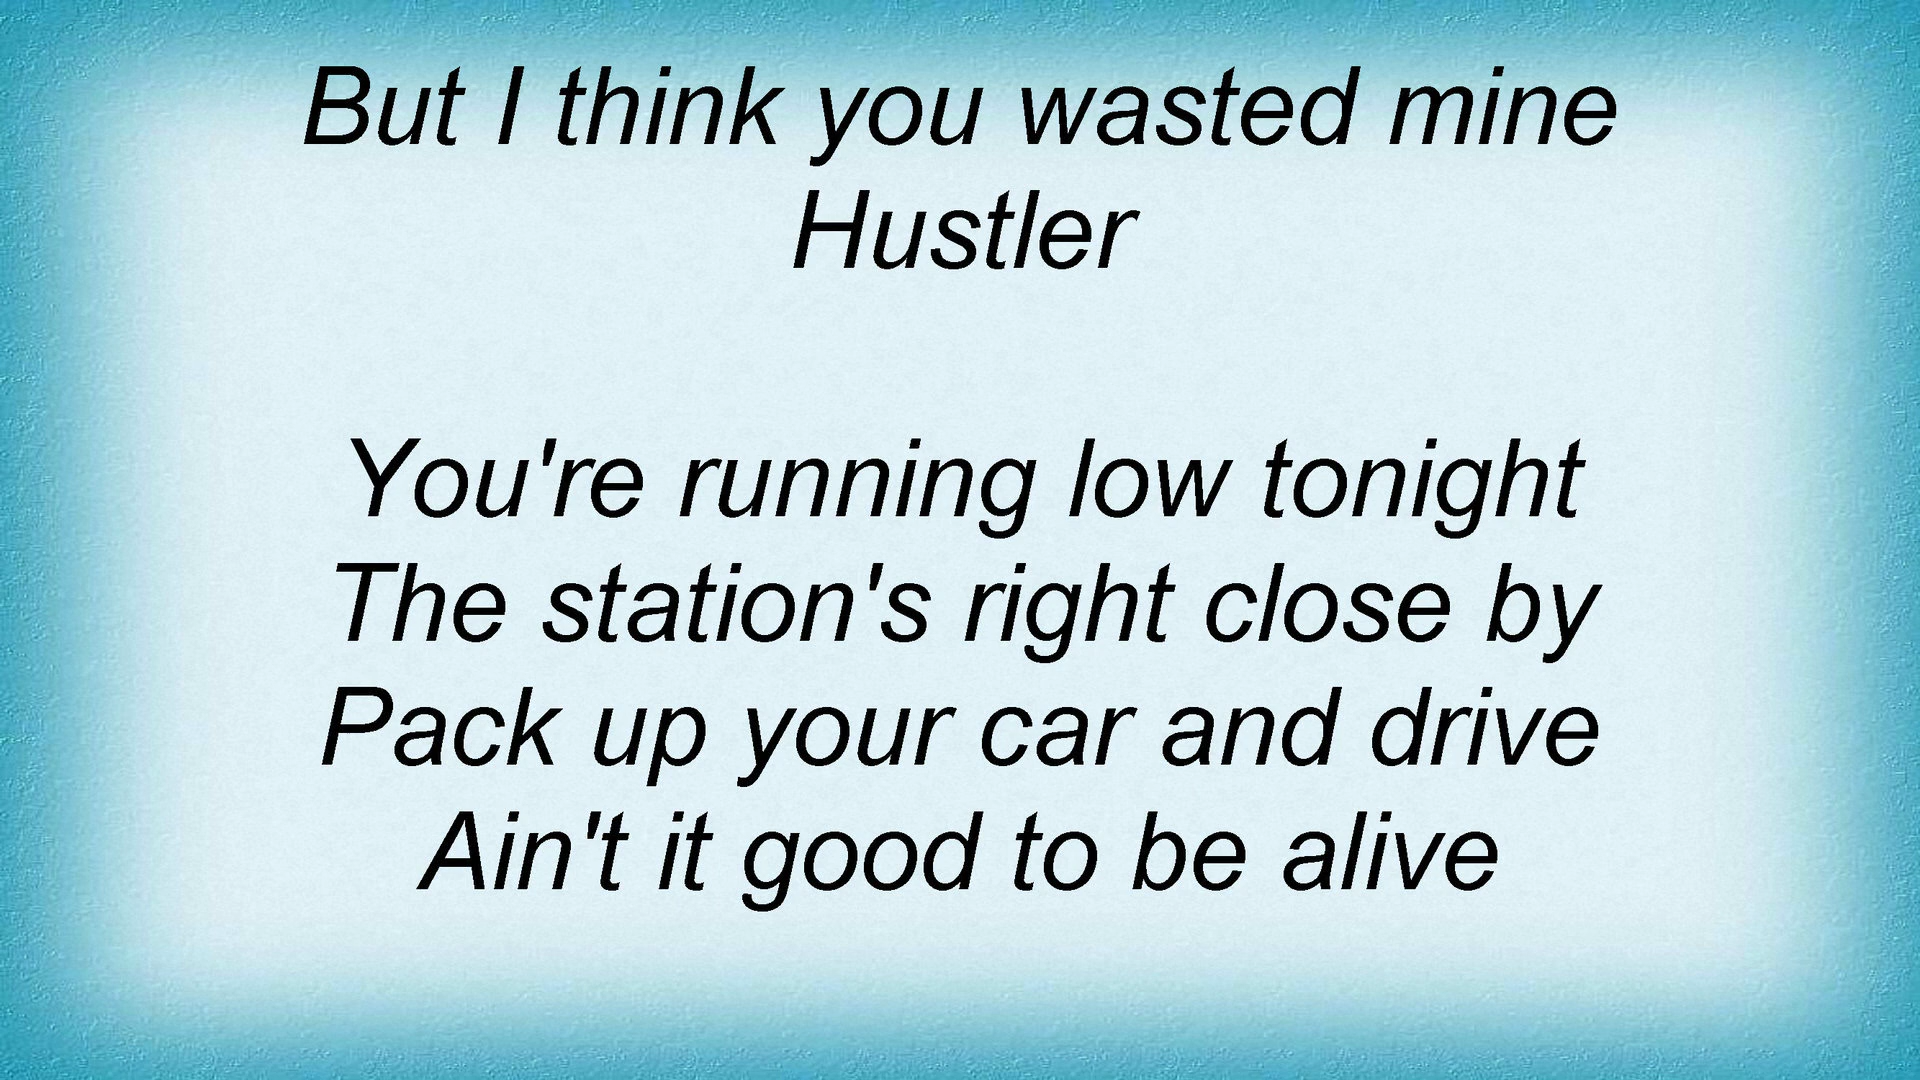 But I think you wasted mine
Hustler
You're running low tonight
The station's right close by
Pack up your car and drive
Ain't it good to be alive